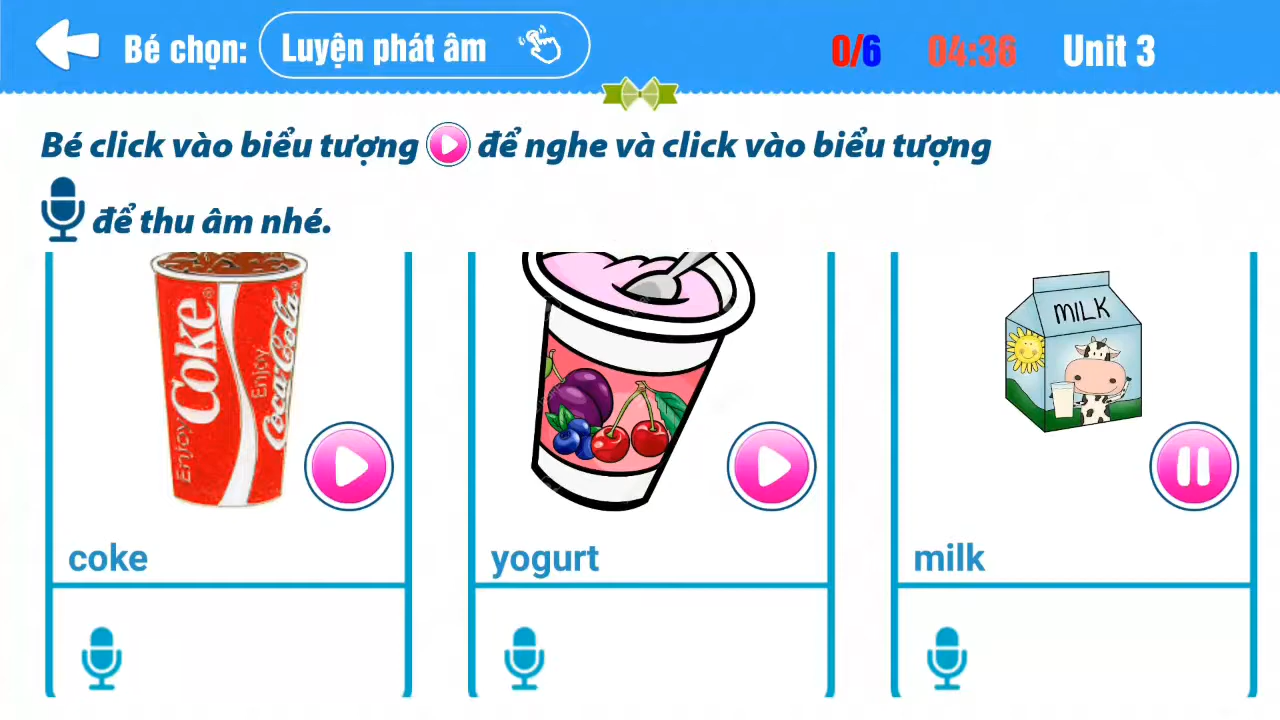 Bé chọn: Luyện phát âm 0/6 04:36 Unit 3
Bé click vào biểu tượng để nghe và click vào biểu tượng
để thu âm nhé.
Enjoy Coke
Enjoy Coca-Cola
MILK
coke
yogurt
milk